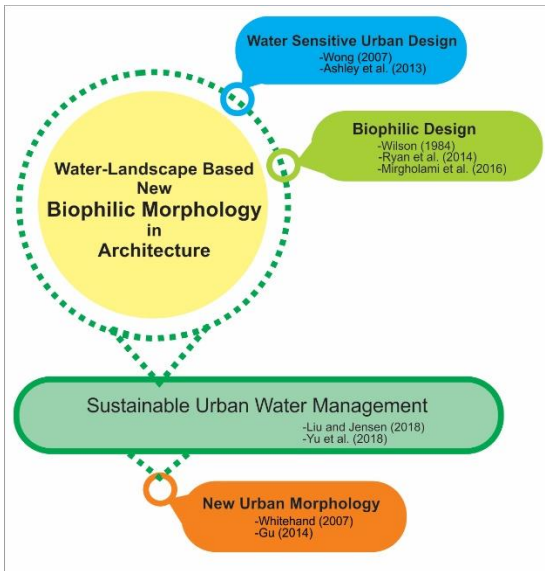 Water Sensitive Urban Design
-Wong (2007)
-Ashley et al. (2013)
Biophilic Design
-Wilson (1984)
-Ryan et al. (2014)
-Mirgholami et al. (2016)
Water-Landscape Based
New
Biophilic Morphology
in
Architecture
Sustainable Urban Water Management
-Liu and Jensen (2018)
-Yu et al. (2018)
New Urban Morphology
-Whitehand (2007)
-Gu (2014)